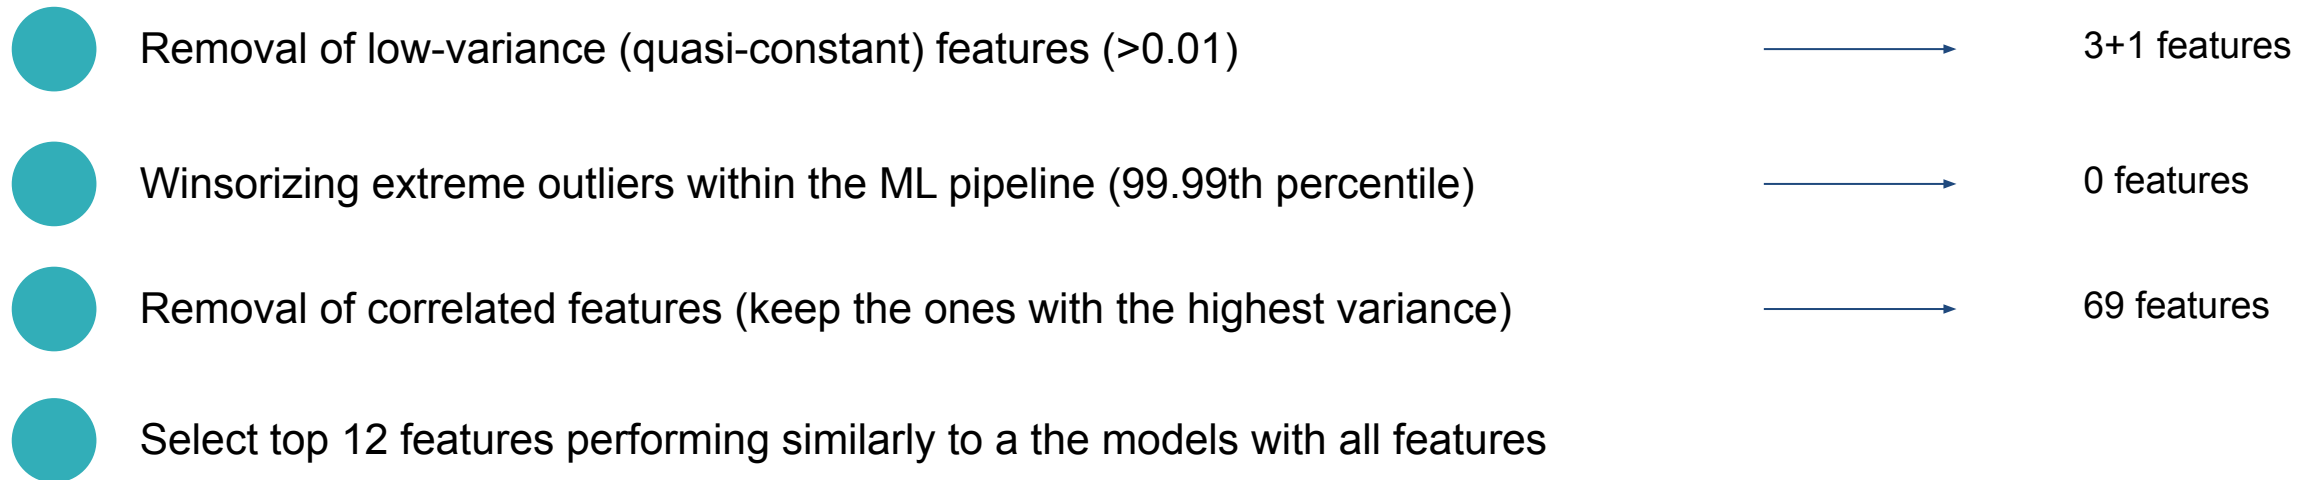 Removal of low-variance (quasi-constant) features (>0.01) 3+1 features
Winsorizing extreme outliers within the ML pipeline (99.99th percentile) 0 features
Removal of correlated features (keep the ones with the highest variance) 69 features
Select top 12 features performing similarly to a the models with all features